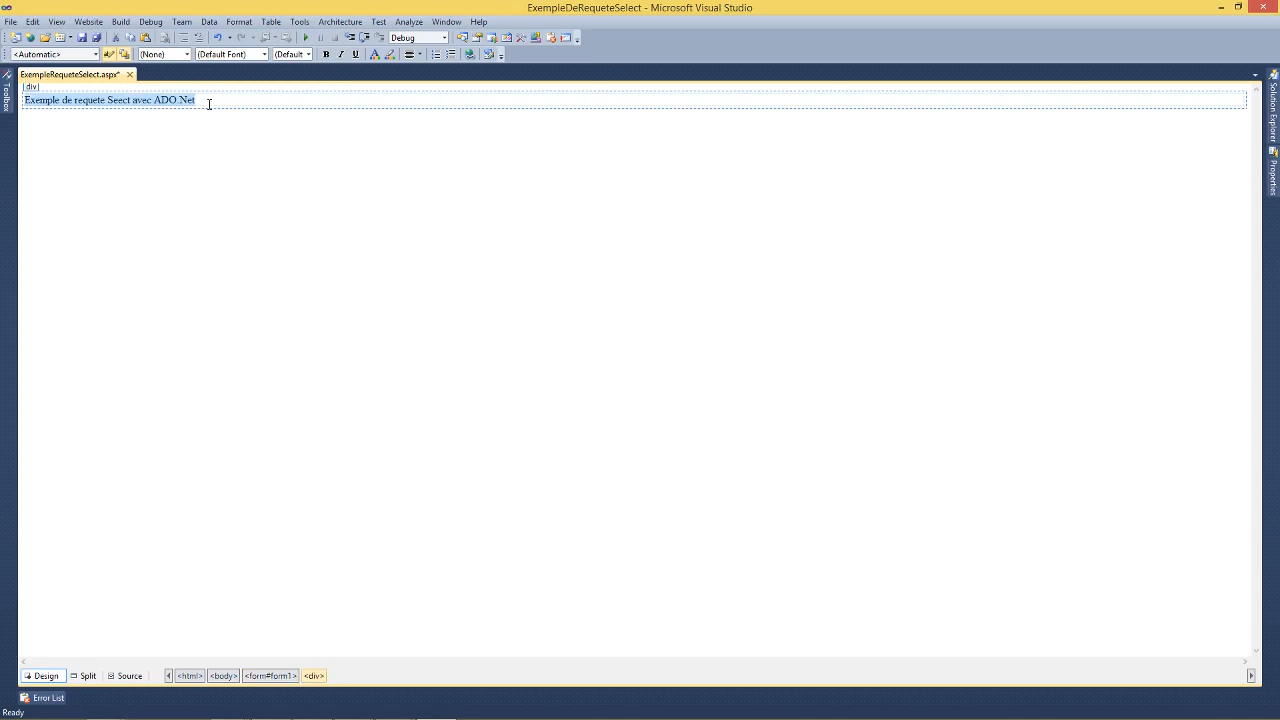 ExempleDeRequeteSelect - Microsoft Visual Studio
File Edit View Website Build Debug Team Data Format Table Tools Architecture Test Analyze Window Help
Debug
<Automatic> (None) (Default Font) (Default B I U A
ExempleRequeteSelect.aspx*
div
Exemple de requete Seect avec ADO.Net
Toolbox
Solution Explorer
Properties
Design Split Source <html> <body> <form#form1> <div>
Error List
Ready